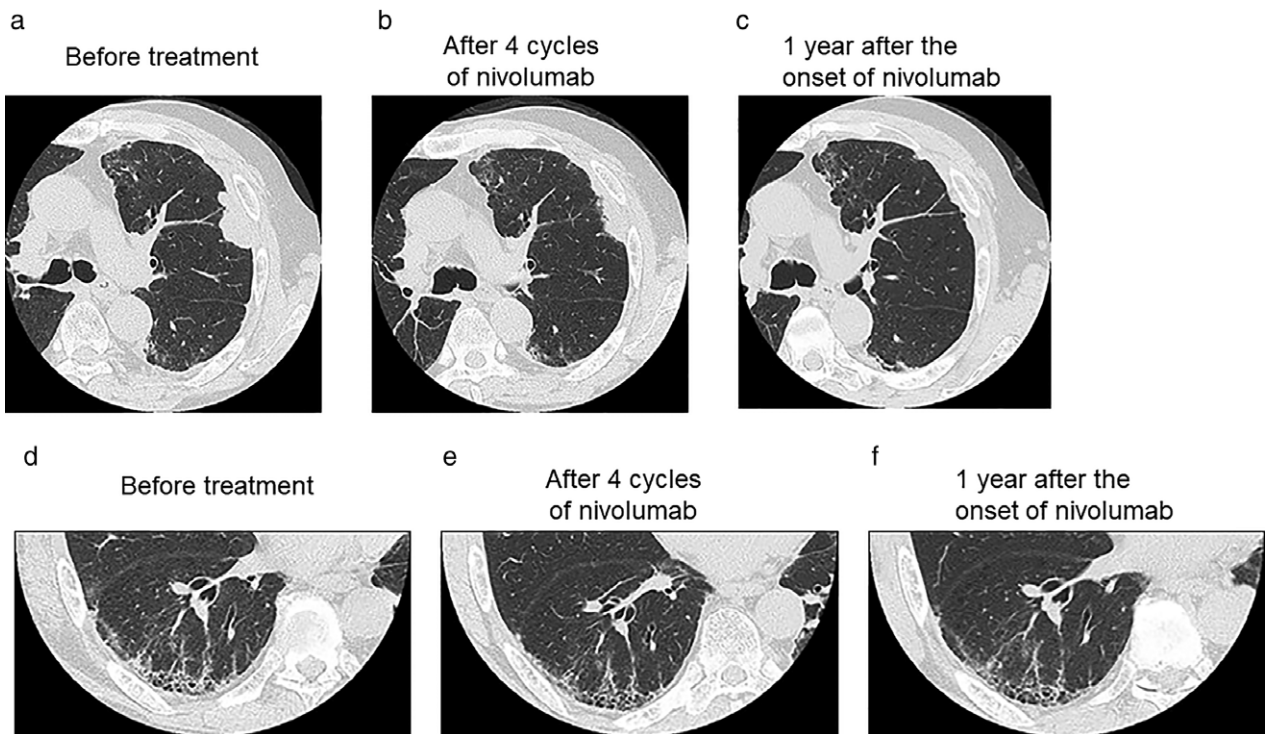 a
Before treatment
b
After 4 cycles
of nivolumab
c
1 year after the
onset of nivolumab
d
Before treatment
e
After 4 cycles
of nivolumab
f
1 year after the
onset of nivolumab